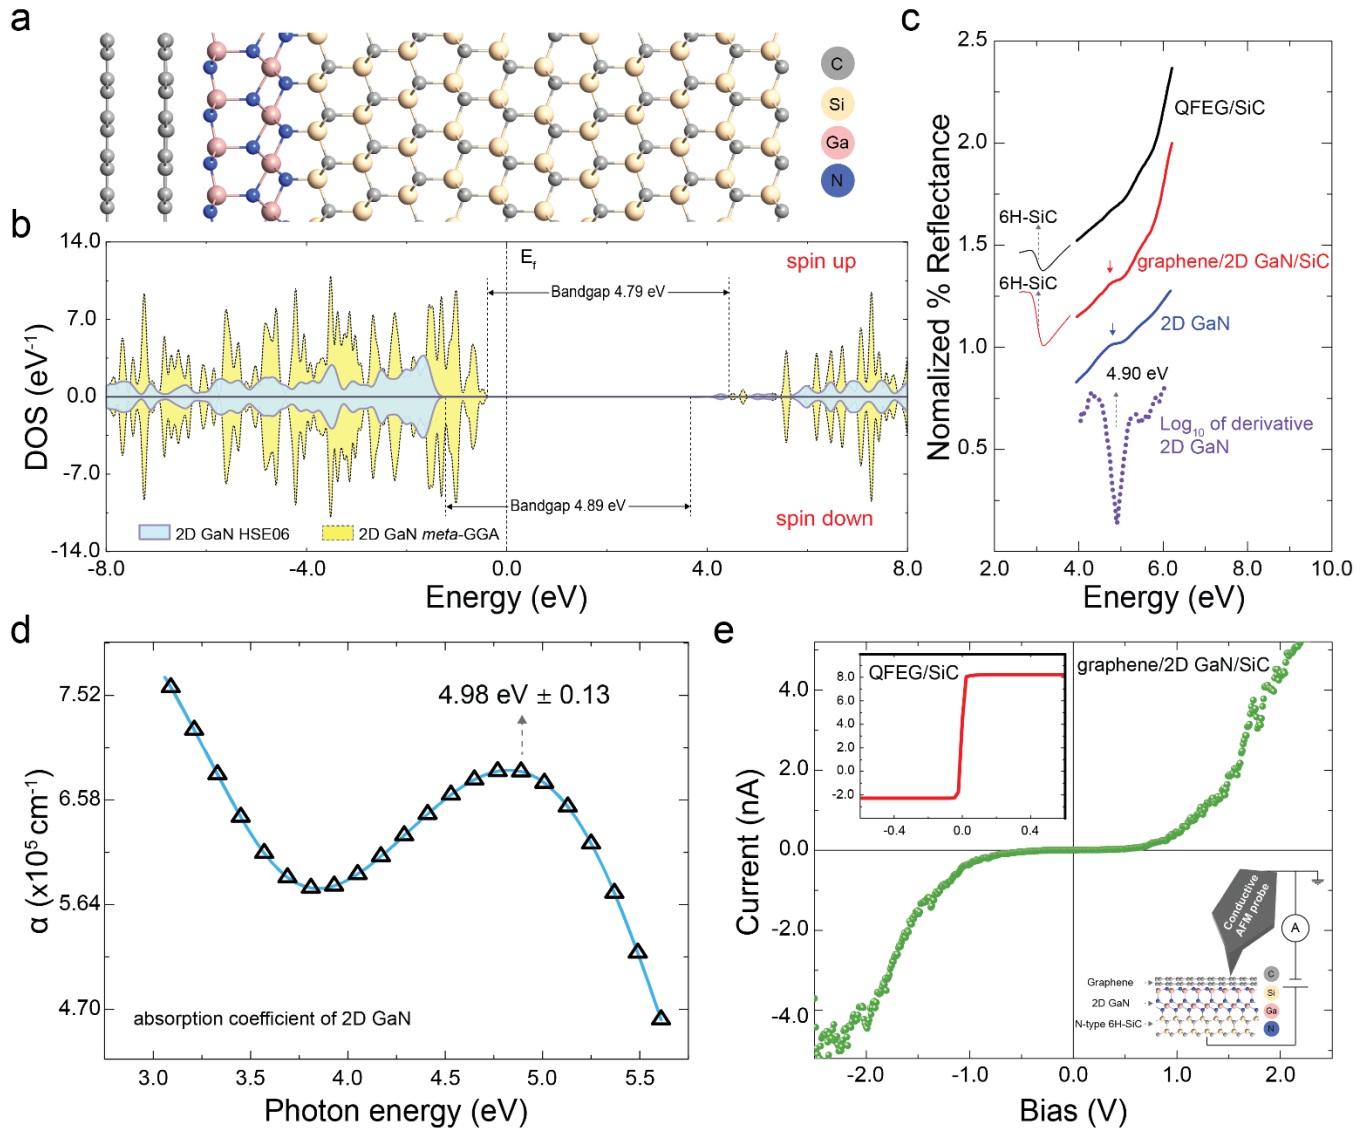 a
C
Si
Ga
N
b
DOS (eV⁻¹)
14.0
7.0
0.0
-7.0
-14.0
E_f
spin up
Bandgap 4.79 eV
Bandgap 4.89 eV
spin down
2D GaN HSE06
2D GaN meta-GGA
-8.0 -4.0 0.0 4.0 8.0
Energy (eV)
c
Nomalized % Reflectance
2.5
2.0
1.5
1.0
0.5
QFEG/SiC
6H-SiC
graphene/2D GaN/SiC
6H-SiC
2D GaN
4.90 eV
Log₁₀ of derivative
2D GaN
2.0 4.0 6.0 8.0 10.0
Energy (eV)
d
α (x10⁵ cm⁻¹)
7.52
6.58
5.64
4.70
4.98 eV ± 0.13
absorption coefficient of 2D GaN
3.0 3.5 4.0 4.5 5.0 5.5
Photon energy (eV)
e
Current (nA)
4.0
2.0
0.0
-2.0
-4.0
QFEG/SiC
8.0
6.0
4.0
2.0
0.0
-2.0
-0.4 0.0 0.4
graphene/2D GaN/SiC
Conductive
AFM probe
A
Graphene
2D GaN
N-type 6H-SiC
C
Si
Ga
N
-2.0 -1.0 0.0 1.0 2.0
Bias (V)